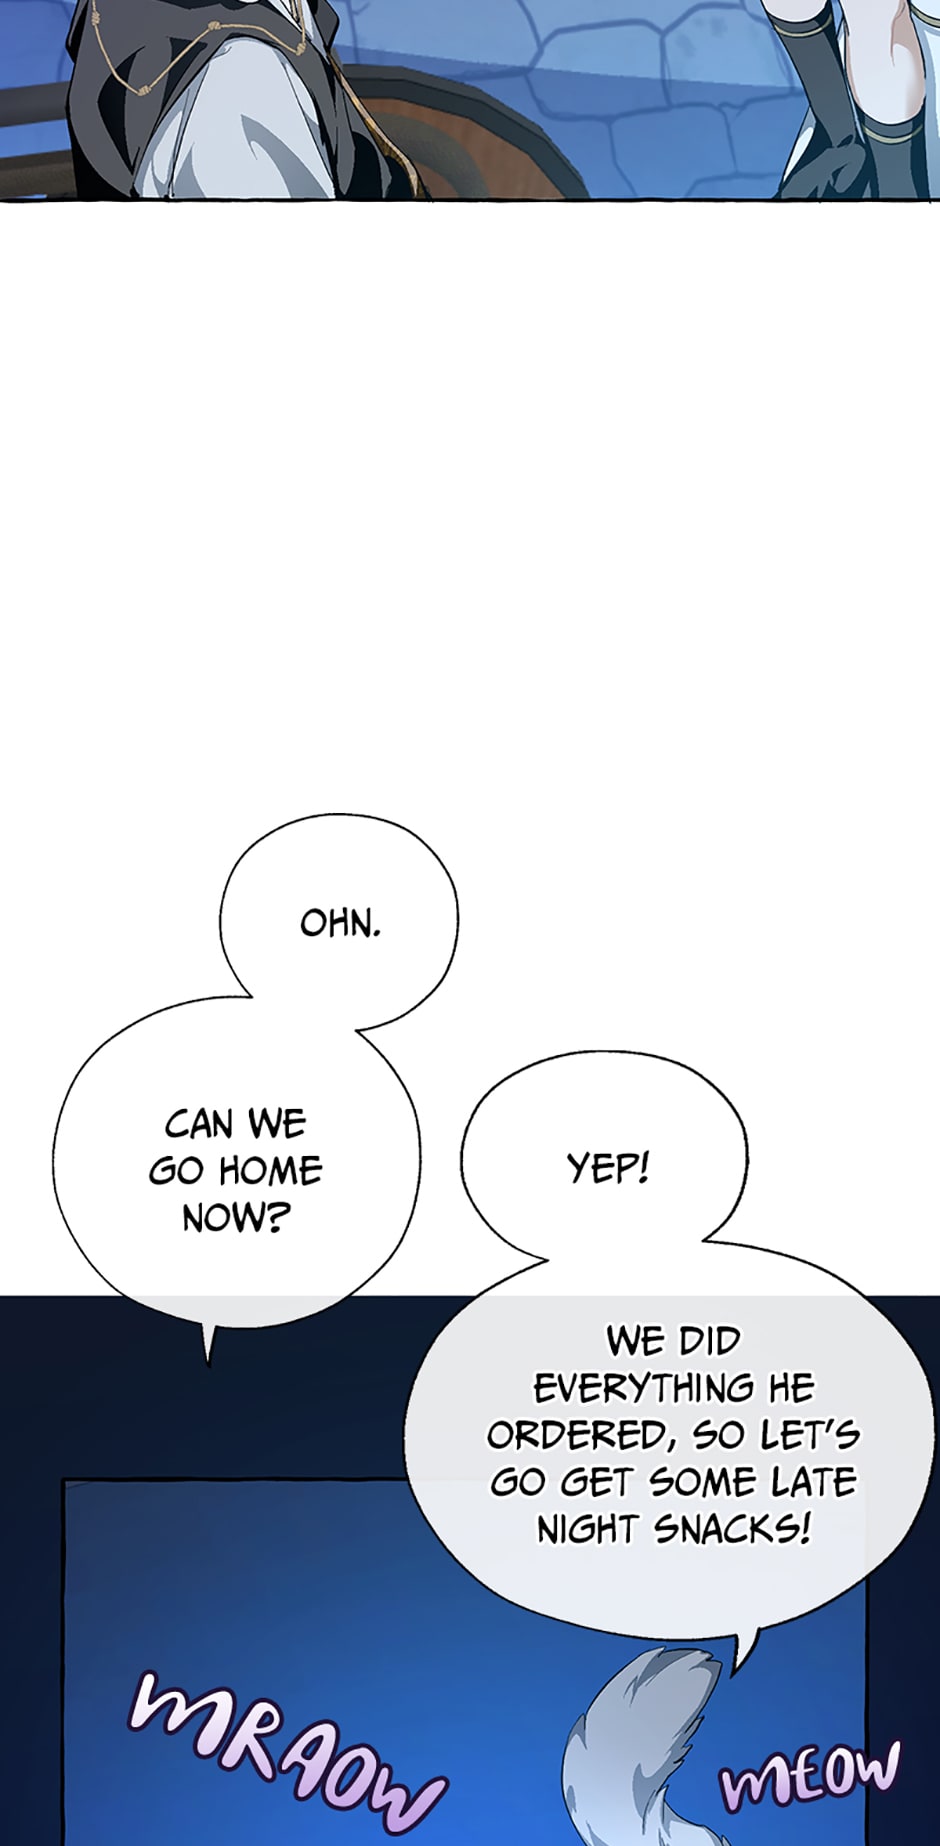 OHN.
CAN WE
GO HOME
NOW?
YEP!
WE DID
EVERYTHING HE
ORDERED, SO LET'S
GO GET SOME LATE
NIGHT SNACKS!
MRAOW
MEOW